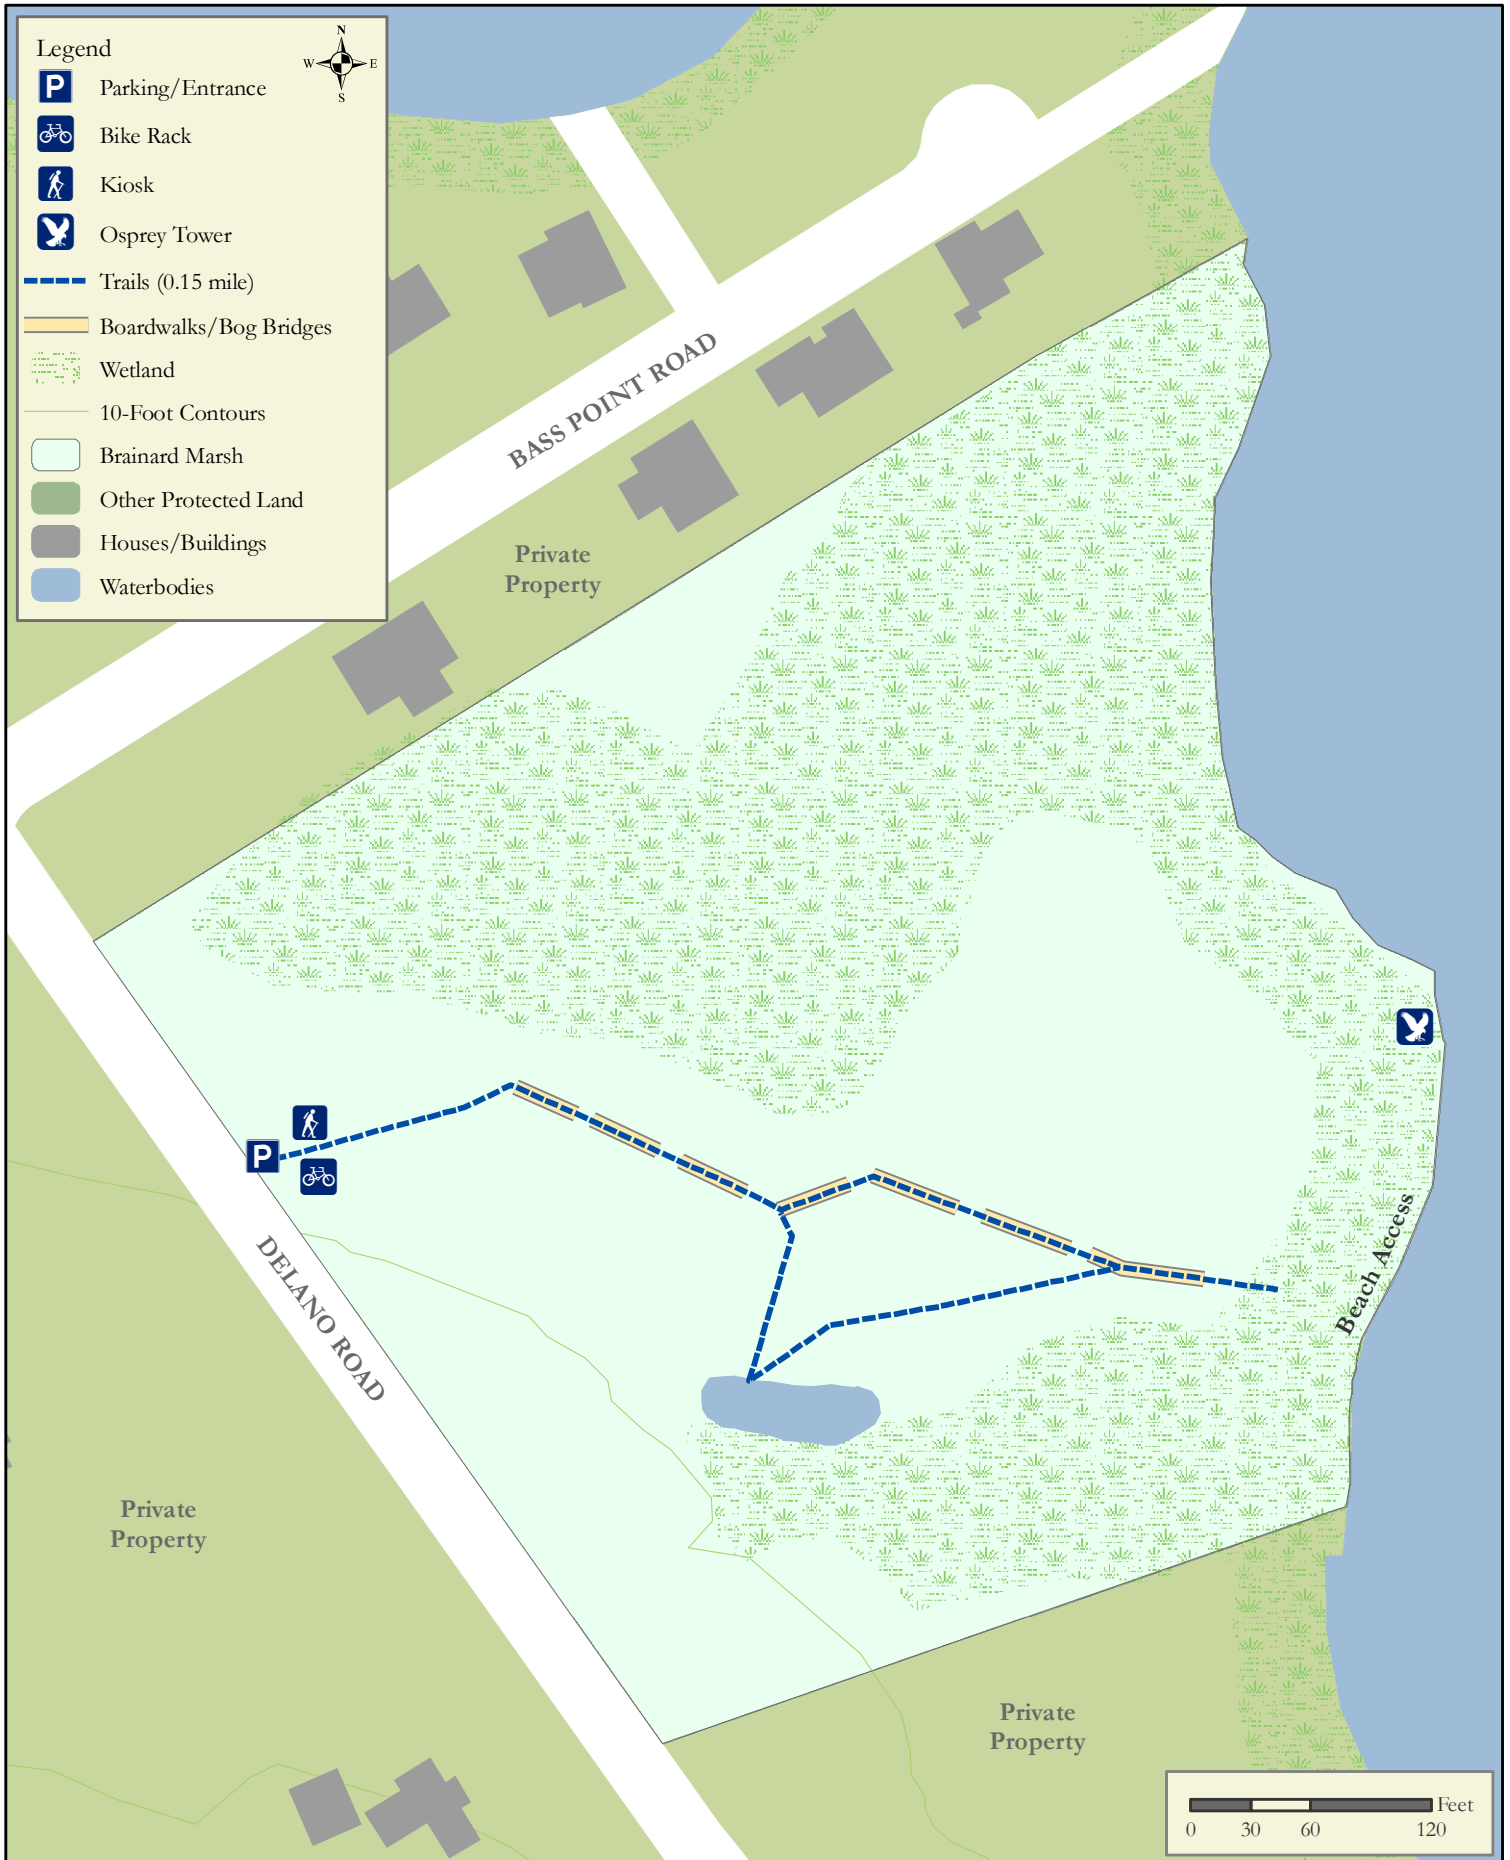 Legend
N
W E
S
P Parking/Entrance
Bike Rack
Kiosk
Osprey Tower
Trails (0.15 mile)
Boardwalks/Bog Bridges
Wetland
10-Foot Contours
Brainard Marsh
Other Protected Land
Houses/Buildings
Waterbodies
BASS POINT ROAD
Private
Property
P
DELANO ROAD
Beach Access
Private
Property
Private
Property
Feet
0 30 60 120